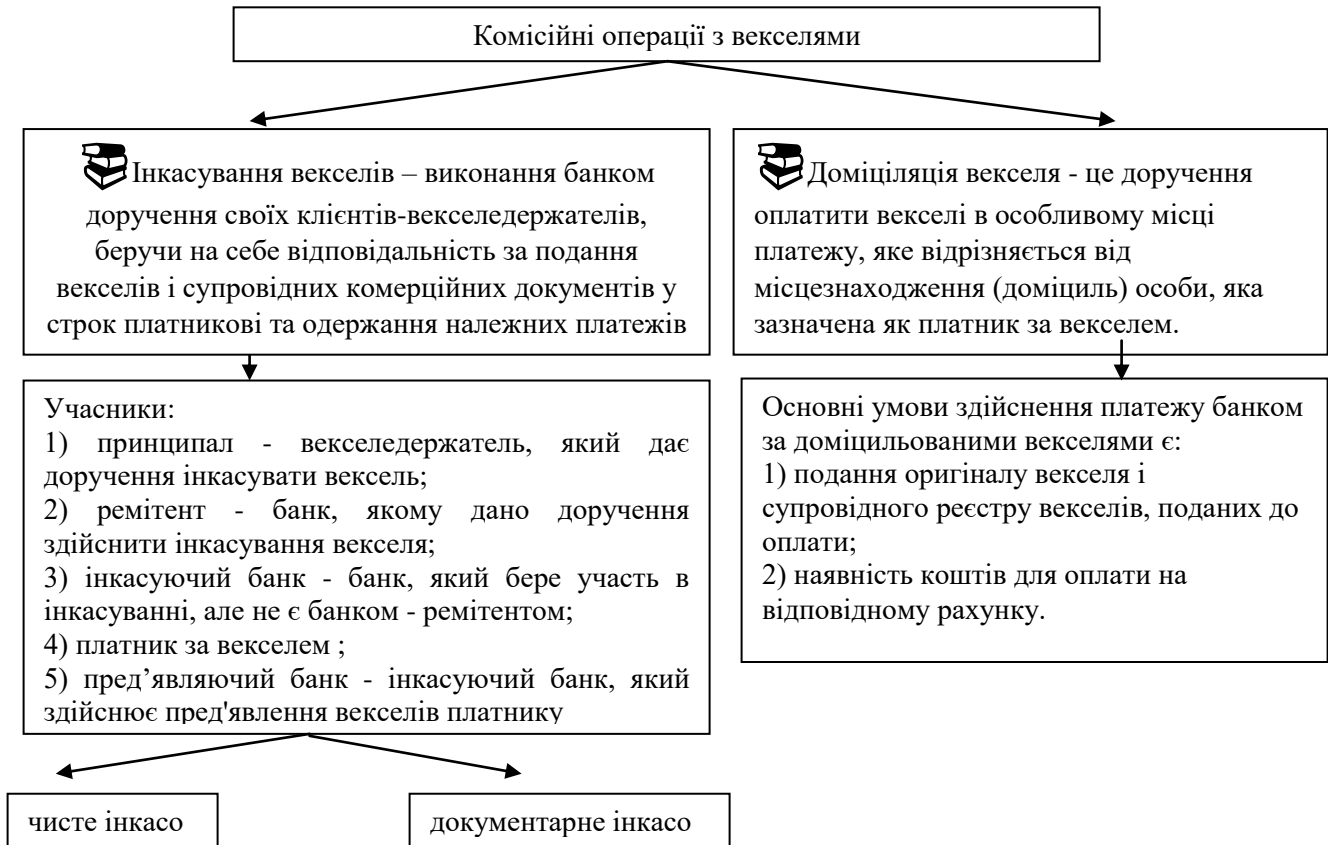 Комісійні операції з векселями
Інкасування векселів – виконання банком
доручення своїх клієнтів-векселедержателів,
беручи на себе відповідальність за подання
векселів і супровідних комерційних документів у
строк платникові та одержання належних платежів
Доміціляція векселя - це доручення
оплатити векселі в особливому місці
платежу, яке відрізняється від
місцезнаходження (доміциль) особи, яка
зазначена як платник за векселем.
Учасники:
1) принципал - векселедержатель, який дає
доручення інкасувати вексель;
2) ремітент - банк, якому дано доручення
здійснити інкасування векселя;
3) інкасуючий банк - банк, який бере участь в
інкасуванні, але не є банком - ремітентом;
4) платник за векселем ;
5) пред’являючий банк - інкасуючий банк, який
здійснює пред'явлення векселів платнику
Основні умови здійснення платежу банком
за доміцильованими векселями є:
1) подання оригіналу векселя і
супровідного реєстру векселів, поданих до
оплати;
2) наявність коштів для оплати на
відповідному рахунку.
чисте інкасо
документарне інкасо